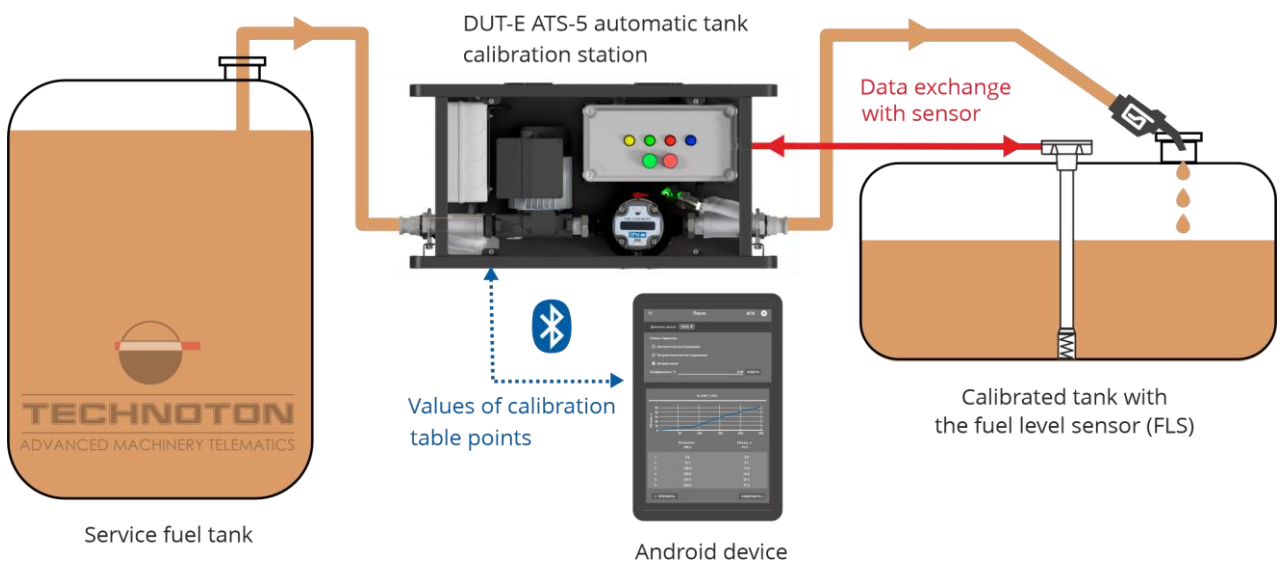 DUT-E ATS-5 automatic tank
calibration station
Data exchange
with sensor
TECHNOTON
ADVANCED MACHINERY TELEMATICS
Values of calibration
table points
ATS
Calibrated tank with
the fuel level sensor (FLS)
Service fuel tank
Android device